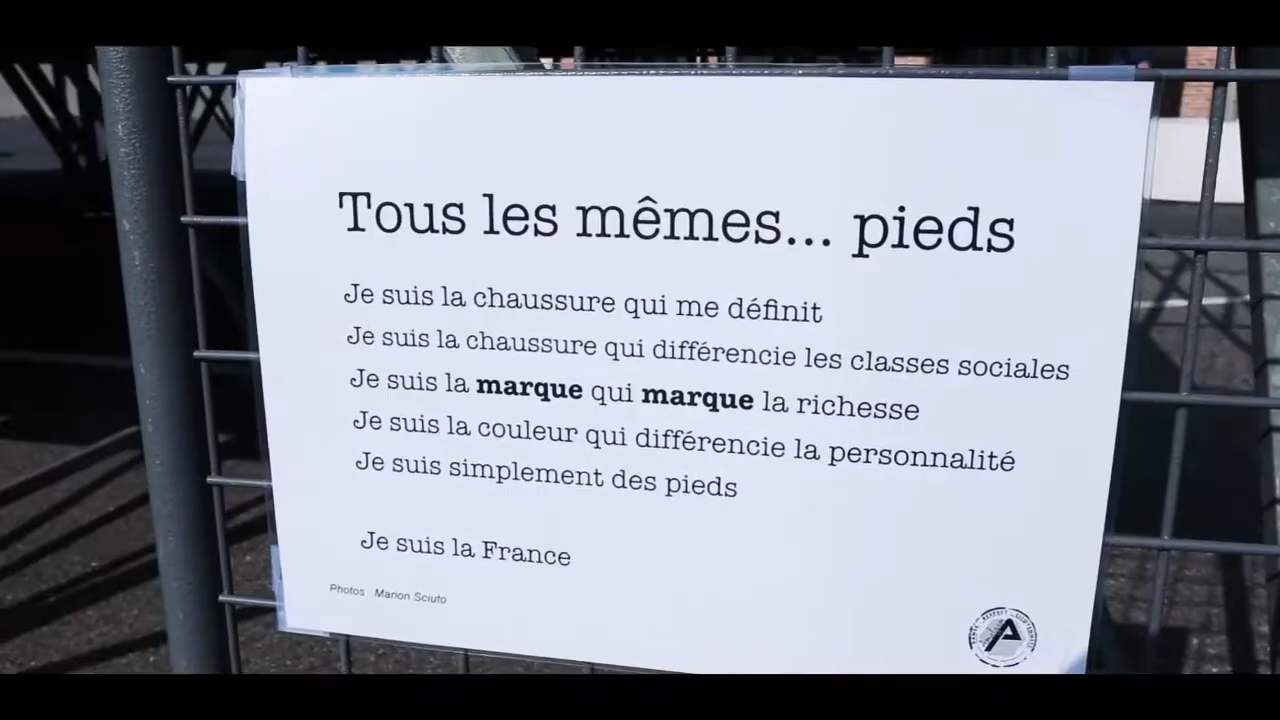 Tous les mêmes... pieds
Je suis la chaussure qui me définit
Je suis la chaussure qui différencie les classes sociales
Je suis la marque qui marque la richesse
Je suis la couleur qui différencie la personnalité
Je suis simplement des pieds
Je suis la France
Photos Marion Sciuto